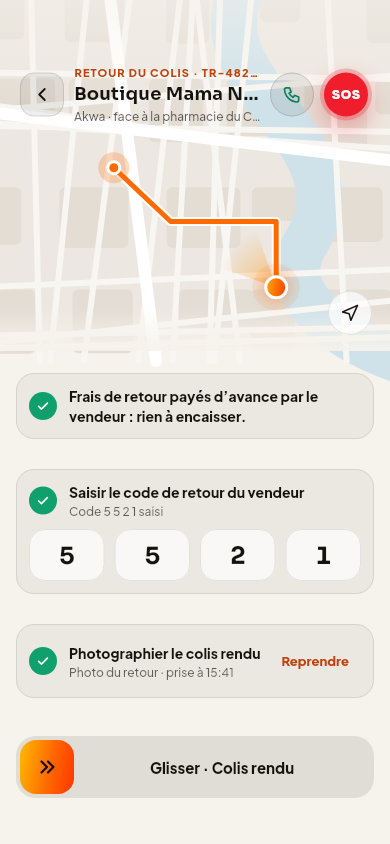 RETOUR DU COLIS · TR-482…
Boutique Mama N…
Akwa · face à la pharmacie du C…
SOS
Frais de retour payés d’avance par le
vendeur : rien à encaisser.
Saisir le code de retour du vendeur
Code 5 5 2 1 saisi
5 5 2 1
Photographier le colis rendu
Photo du retour · prise à 15:41
Reprendre
Glisser · Colis rendu